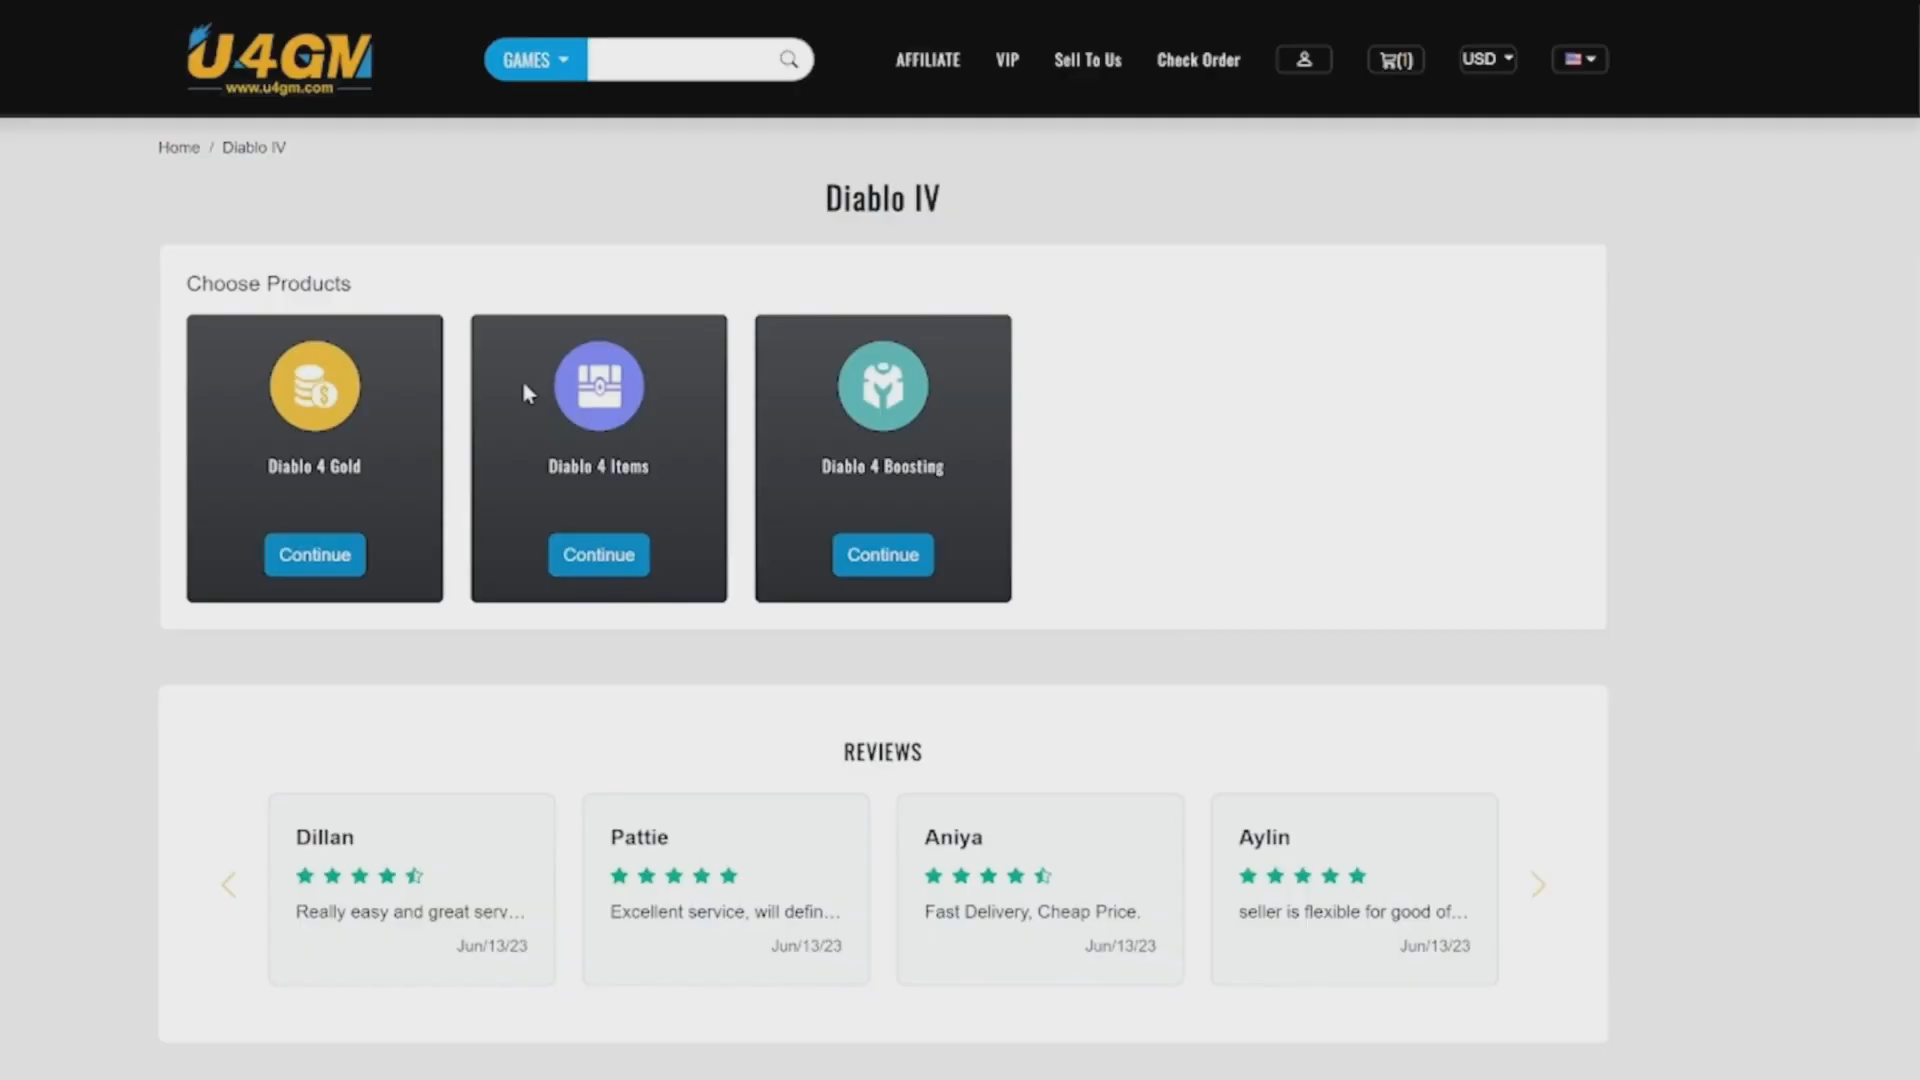 U4GM
www.u4gm.com
GAMES
AFFILIATE
VIP
Sell To Us
Check Order
(1)
USD
Home / Diablo IV
Diablo IV
Choose Products
Diablo 4 Gold
Diablo 4 Items
Diablo 4 Boosting
Continue
Continue
Continue
REVIEWS
Dillan
Pattie
Aniya
Aylin
Really easy and great serv...
Excellent service, will defin...
Fast Delivery, Cheap Price.
seller is flexible for good of...
Jun/13/23
Jun/13/23
Jun/13/23
Jun/13/23